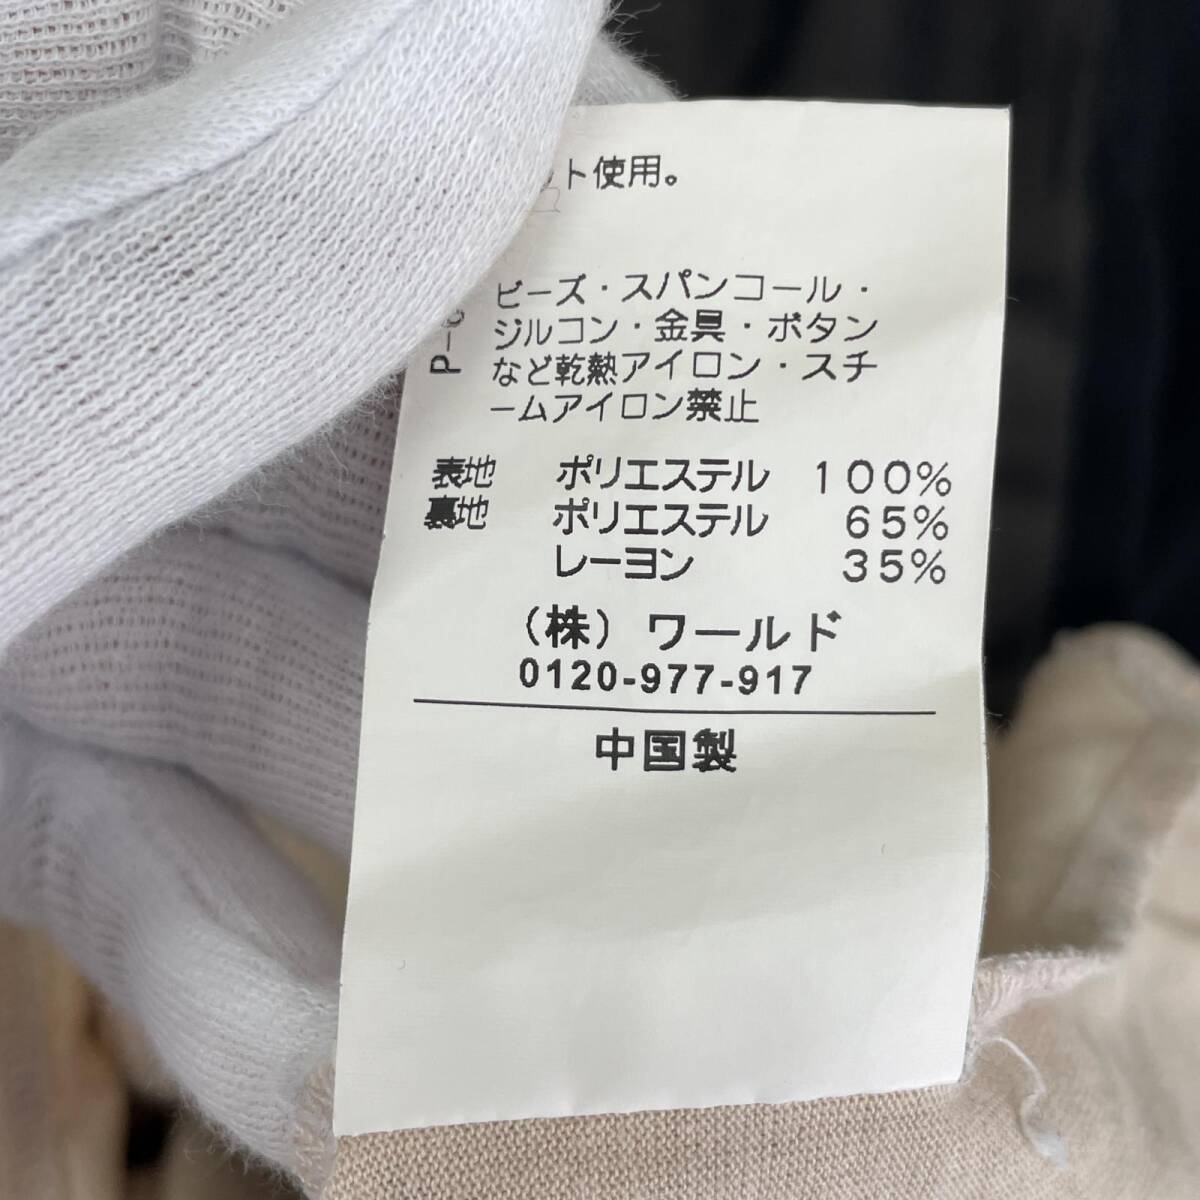 ット使用。
ビーズ・スパンコール・
ジルコン・金具・ボタン
など乾熱アイロン・スチ
ームアイロン禁止
表地 ポリエステル 100%
裏地 ポリエステル 65%
レーヨン 35%
(株) ワールド
0120-977-917
中国製